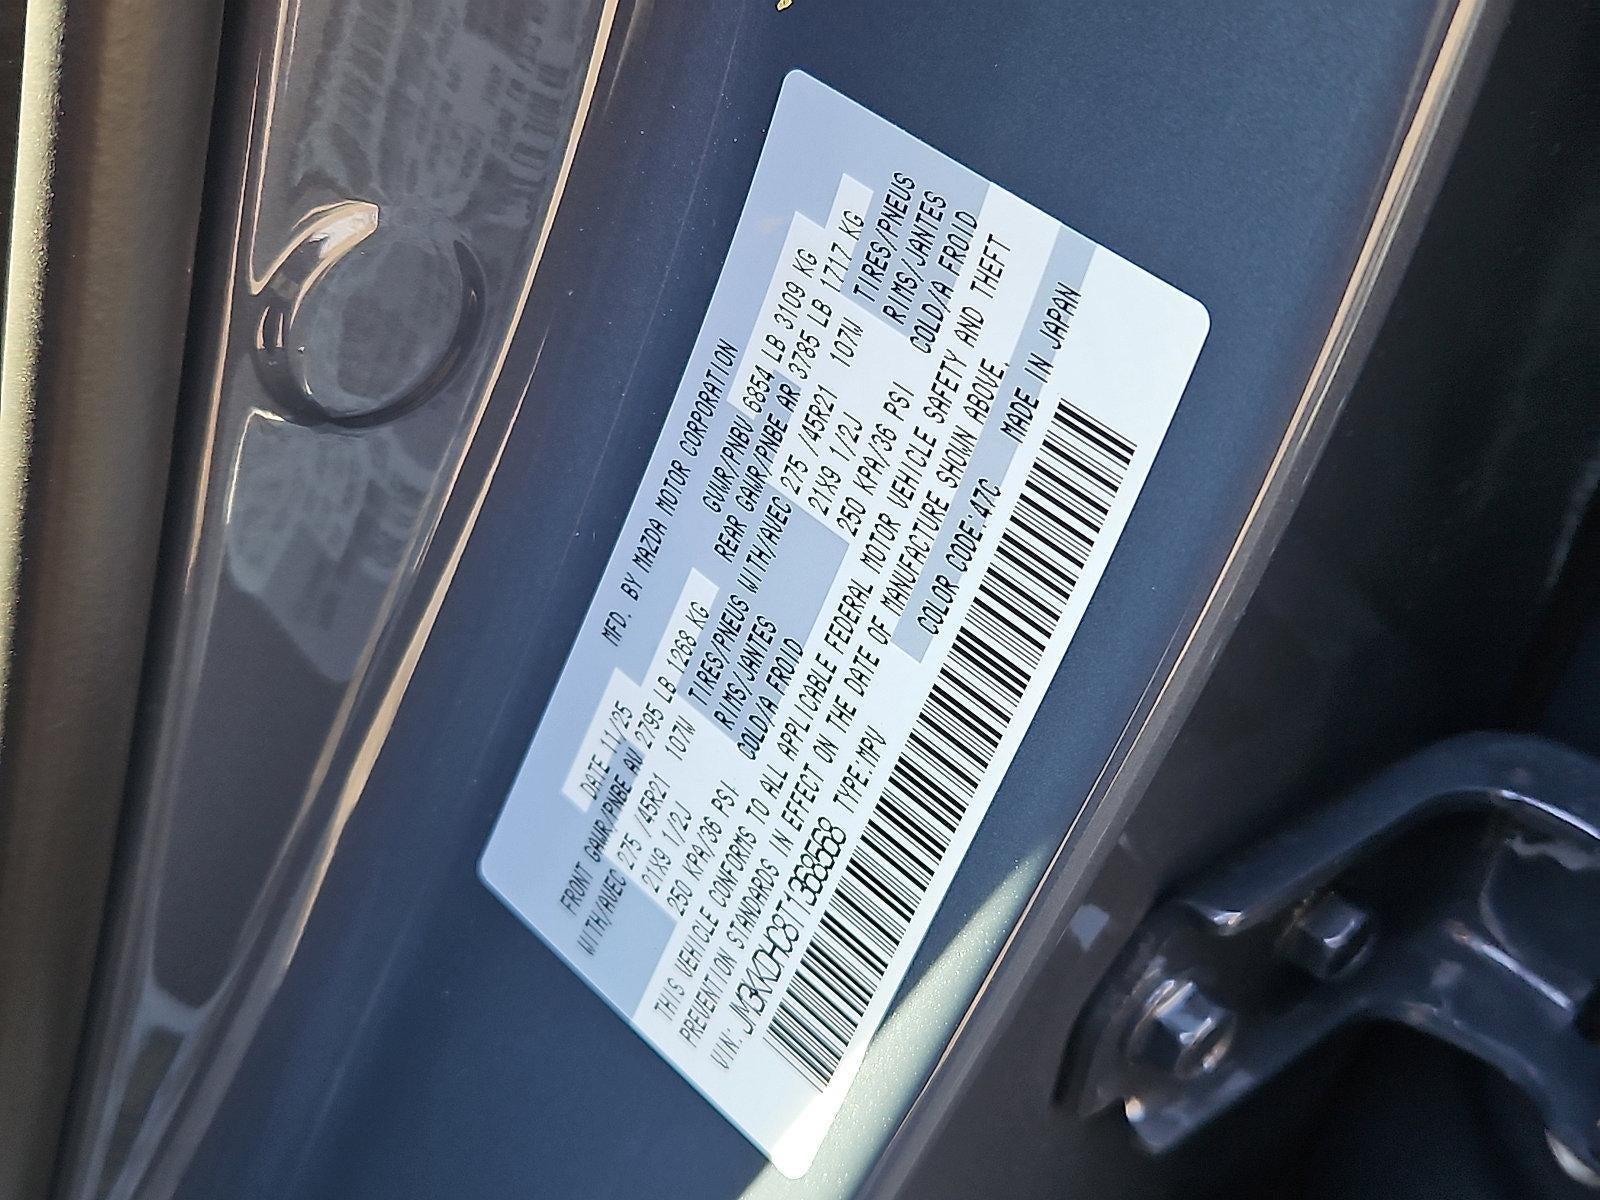 MFD. BY MAZDA MOTOR CORPORATION
DATE 11/25 GVWR/PNBV 6854 LB 3109 KG
FRONT GAWR/PNBE AV 2795 LB 1268 KG REAR GAWR/PNBE AR 3785 LB 1717 KG
WITH/AVEC 275 /45R21 107W TIRES/PNEUS WITH/AVEC 275 /45R21 107W TIRES/PNEUS
21X9 1/2J RIMS/JANTES 21X9 1/2J RIMS/JANTES
250 KPA/36 PSI COLD/A FROID 250 KPA/36 PSI COLD/A FROID
THIS VEHICLE CONFORMS TO ALL APPLICABLE FEDERAL MOTOR VEHICLE SAFETY AND THEFT
PREVENTION STANDARDS IN EFFECT ON THE DATE OF MANUFACTURE SHOWN ABOVE.
VIN: JM3KKDHC8T1368568 TYPE:MPV COLOR CODE:47C MADE IN JAPAN